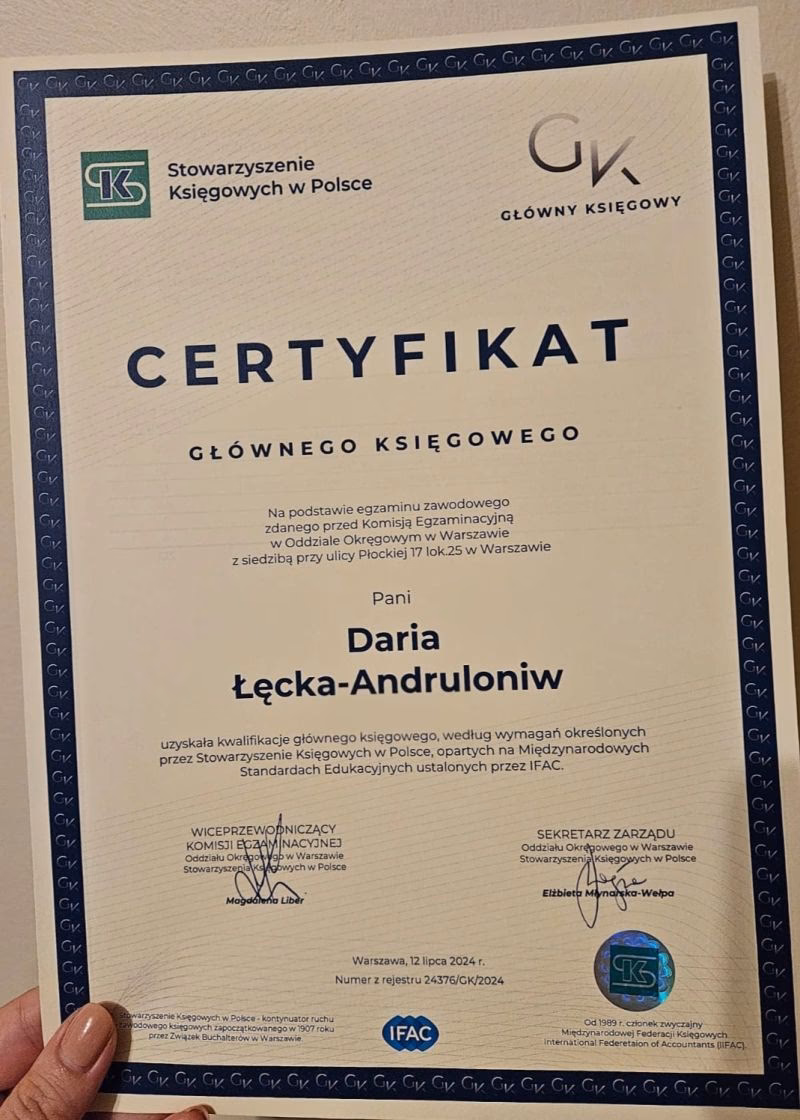 Stowarzyszenie
Księgowych w Polsce
GK
GŁÓWNY KSIĘGOWY
CERTYFIKAT
GŁÓWNEGO KSIĘGOWEGO
Na podstawie egzaminu zawodowego
zdanego przed Komisją Egzaminacyjną
w Oddziale Okręgowym w Warszawie
z siedzibą przy ulicy Płockiej 17 lok.25 w Warszawie
Pani
Daria
Łęcka-Andruloniw
uzyskała kwalifikacje głównego księgowego, według wymagań określonych
przez Stowarzyszenie Księgowych w Polsce, opartych na Międzynarodowych
Standardach Edukacyjnych ustalonych przez IFAC.
WICEPRZEWODNICZĄCY
KOMISJI EGZAMINACYJNEJ
Oddziału Okręgowego w Warszawie
Stowarzyszenia Księgowych w Polsce
Magdalena Liber
SEKRETARZ ZARZĄDU
Oddziału Okręgowego w Warszawie
Stowarzyszenia Księgowych w Polsce
Elżbieta Młynarska-Wełpa
Warszawa, 12 lipca 2024 r.
Numer z rejestru 24376/GK/2024
Stowarzyszenie Księgowych w Polsce - kontynuator ruchu
zawodowego księgowych zapoczątkowanego w 1907 roku
przez Związek Buchalterów w Warszawie.
IFAC
Od 1989 r. członek zwyczajny
Międzynarodowej Federacji Księgowych
International Federetaion of Accountants (IIFAC).